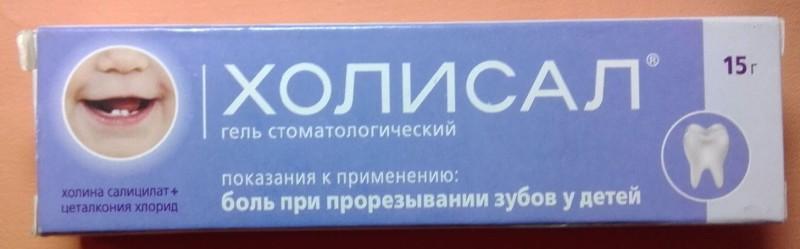 ХОЛИСАЛ®
15 г
гель стоматологический
показания к применению:
боль при прорезывании зубов у детей
холина салицилат+
цеталкония хлорид